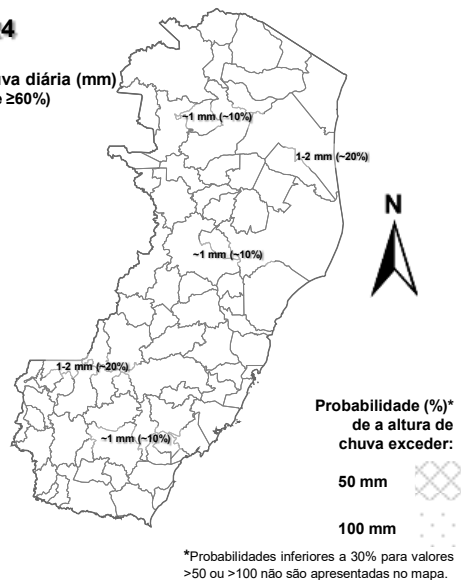 4
va diária (mm)
e ≥60%)
~1 mm (~10%)
1-2 mm (~20%)
N
~1 mm (~10%)
1-2 mm (~20%)
Probabilidade (%)*
de a altura de
chuva exceder:
~1 mm (~10%)
50 mm
100 mm
*Probabilidades inferiores a 30% para valores
>50 ou >100 não são apresentadas no mapa.